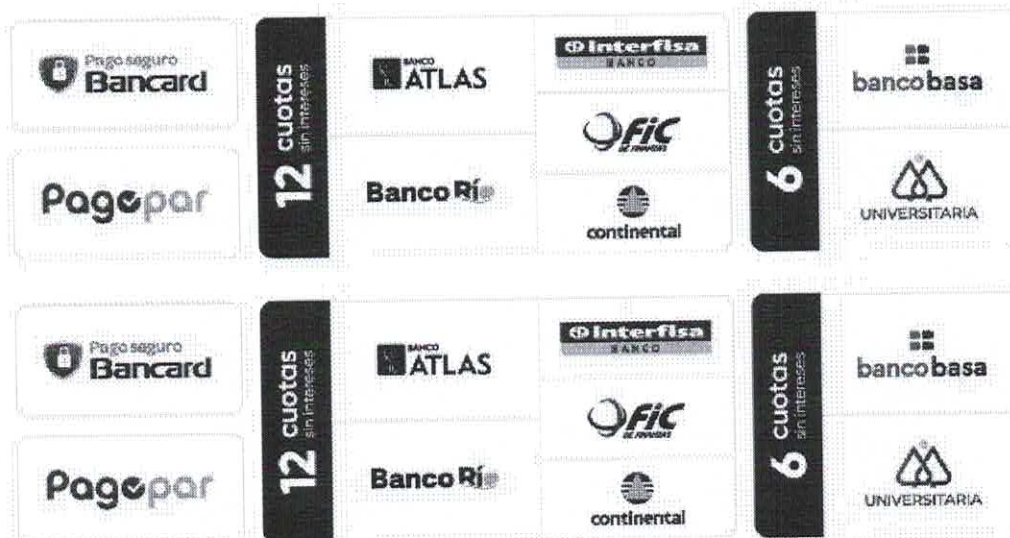 Pago seguro
Bancard
Pagopar
12 cuotas
sin intereses
BANCO
ATLAS
Banco Río
Interfisa
BANCO
FIC
DE FINANZAS
continental
6 cuotas
sin intereses
bancobasa
UNIVERSITARIA
Pago seguro
Bancard
Pagopar
12 cuotas
sin intereses
BANCO
ATLAS
Banco Río
Interfisa
BANCO
FIC
DE FINANZAS
continental
6 cuotas
sin intereses
bancobasa
UNIVERSITARIA